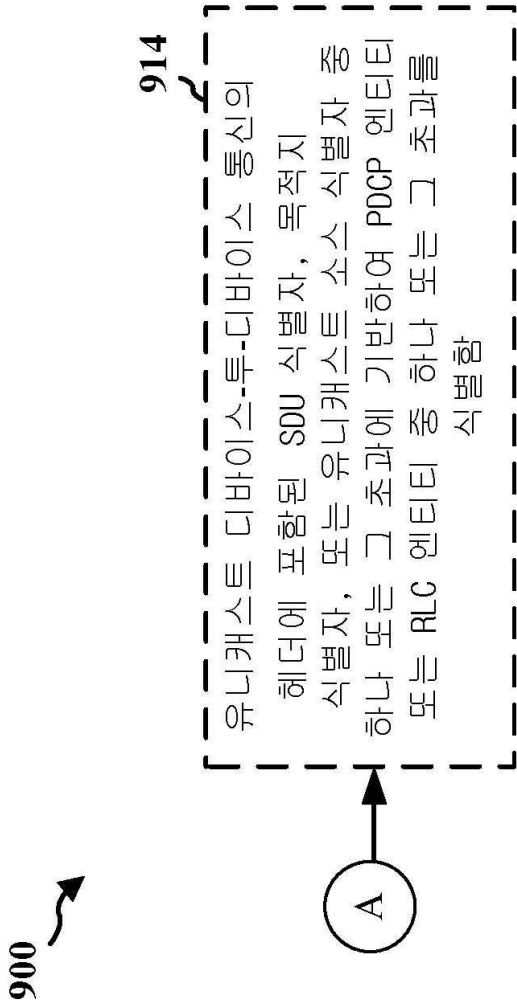 900
914
유니캐스트 디바이스-투-디바이스 통신의
헤더에 포함된 SDU 식별자, 목적지
식별자, 또는 유니캐스트 소스 식별자 중
하나 또는 그 초과에 기반하여 PDCP 엔티티
또는 RLC 엔티티 중 하나 또는 그 초과를
식별함
A